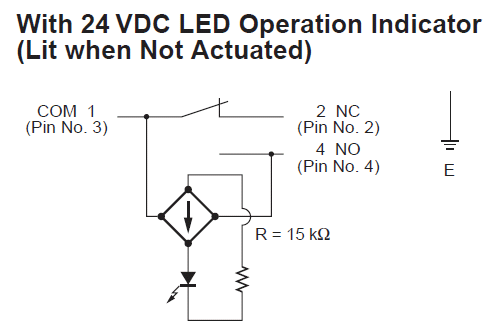 With 24 VDC LED Operation Indicator
(Lit when Not Actuated)
COM 1
(Pin No. 3)
2 NC
(Pin No. 2)
4 NO
(Pin No. 4)
E
R = 15 kΩ